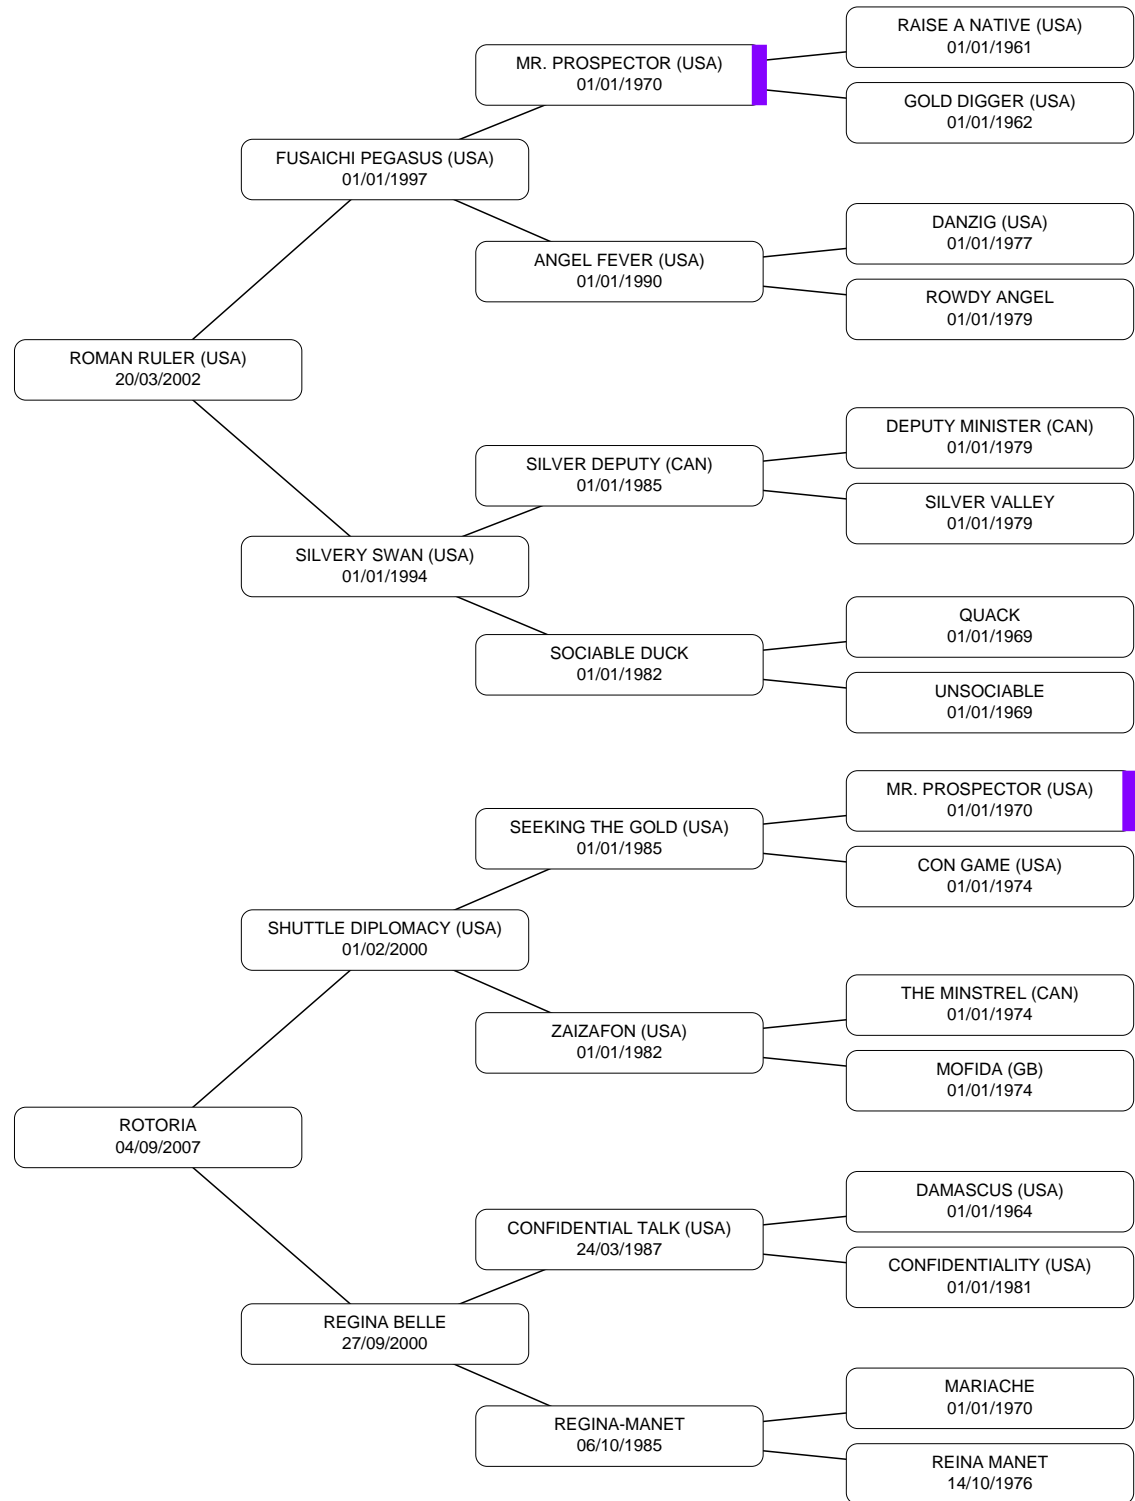 RAISE A NATIVE (USA)
01/01/1961
MR. PROSPECTOR (USA)
01/01/1970
GOLD DIGGER (USA)
01/01/1962
FUSAICHI PEGASUS (USA)
01/01/1997
DANZIG (USA)
01/01/1977
ANGEL FEVER (USA)
01/01/1990
ROWDY ANGEL
01/01/1979
ROMAN RULER (USA)
20/03/2002
DEPUTY MINISTER (CAN)
01/01/1979
SILVER DEPUTY (CAN)
01/01/1985
SILVER VALLEY
01/01/1979
SILVERY SWAN (USA)
01/01/1994
QUACK
01/01/1969
SOCIABLE DUCK
01/01/1982
UNSOCIABLE
01/01/1969
MR. PROSPECTOR (USA)
01/01/1970
SEEKING THE GOLD (USA)
01/01/1985
CON GAME (USA)
01/01/1974
SHUTTLE DIPLOMACY (USA)
01/02/2000
THE MINSTREL (CAN)
01/01/1974
ZAIZAFON (USA)
01/01/1982
MOFIDA (GB)
01/01/1974
ROTORIA
04/09/2007
DAMASCUS (USA)
01/01/1964
CONFIDENTIAL TALK (USA)
24/03/1987
CONFIDENTIALITY (USA)
01/01/1981
REGINA BELLE
27/09/2000
MARIACHE
01/01/1970
REGINA-MANET
06/10/1985
REINA MANET
14/10/1976